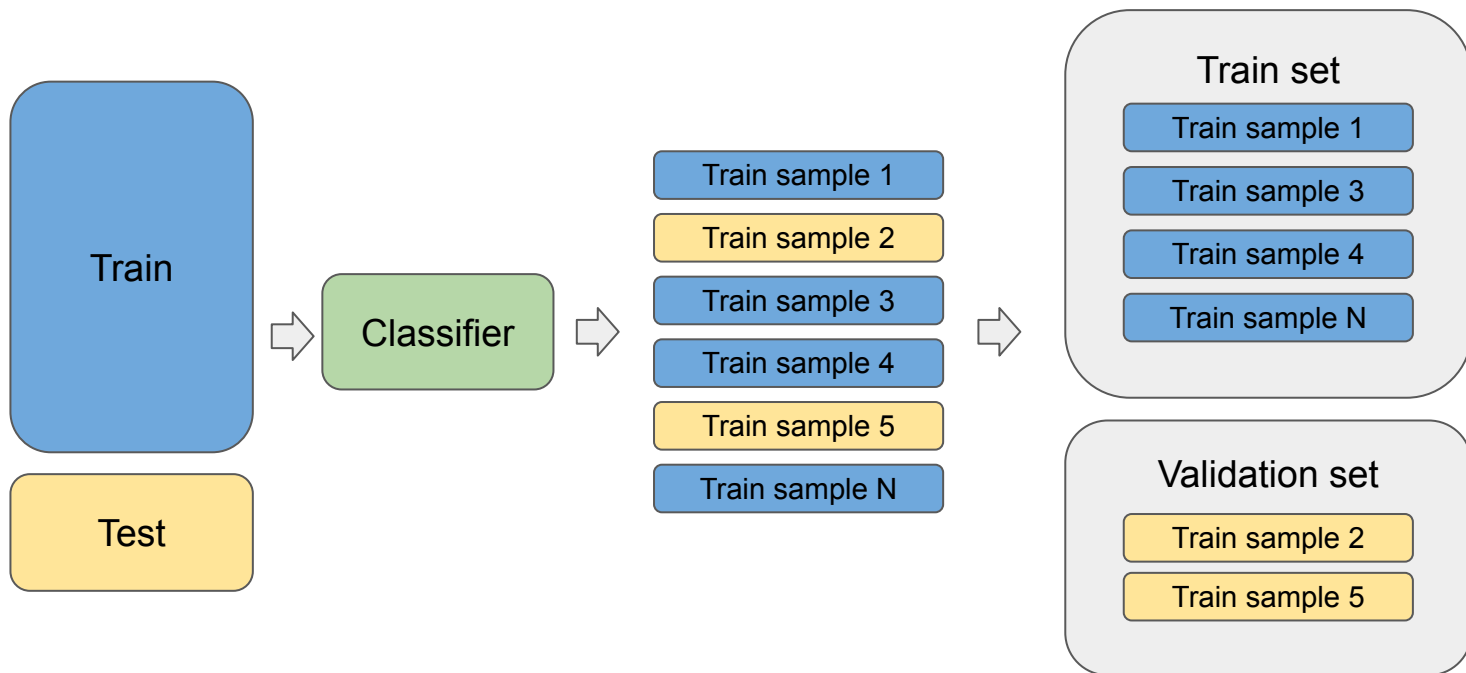 Train
Test
Classifier
Train sample 1
Train sample 2
Train sample 3
Train sample 4
Train sample 5
Train sample N
Train set
Train sample 1
Train sample 3
Train sample 4
Train sample N
Validation set
Train sample 2
Train sample 5